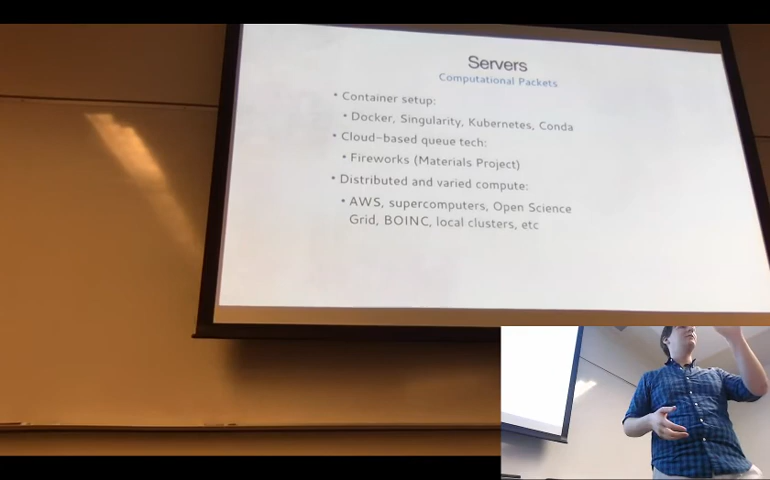 Servers
Computational Packets
• Container setup:
• Docker, Singularity, Kubernetes, Conda
• Cloud-based queue tech:
• Fireworks (Materials Project)
• Distributed and varied compute:
• AWS, supercomputers, Open Science
Grid, BOINC, local clusters, etc